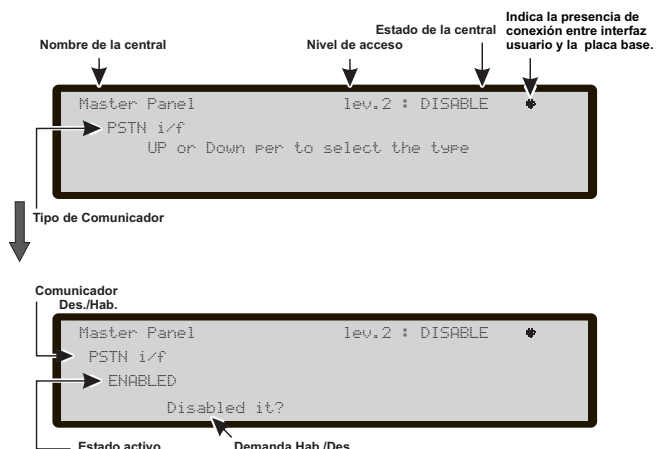 Indica la presencia de
conexión entre interfaz
usuario y la placa base.
Estado de la central
Nombre de la central
Nivel de acceso
Master Panel lev.2 : DISABLE
PSTN i/f
UP or Down per to select the type
Tipo de Comunicador
Comunicador
Des./Hab.
Master Panel lev.2 : DISABLE
PSTN i/f
ENABLED
Disabled it?
Estado activo
Demanda Hab./Des.